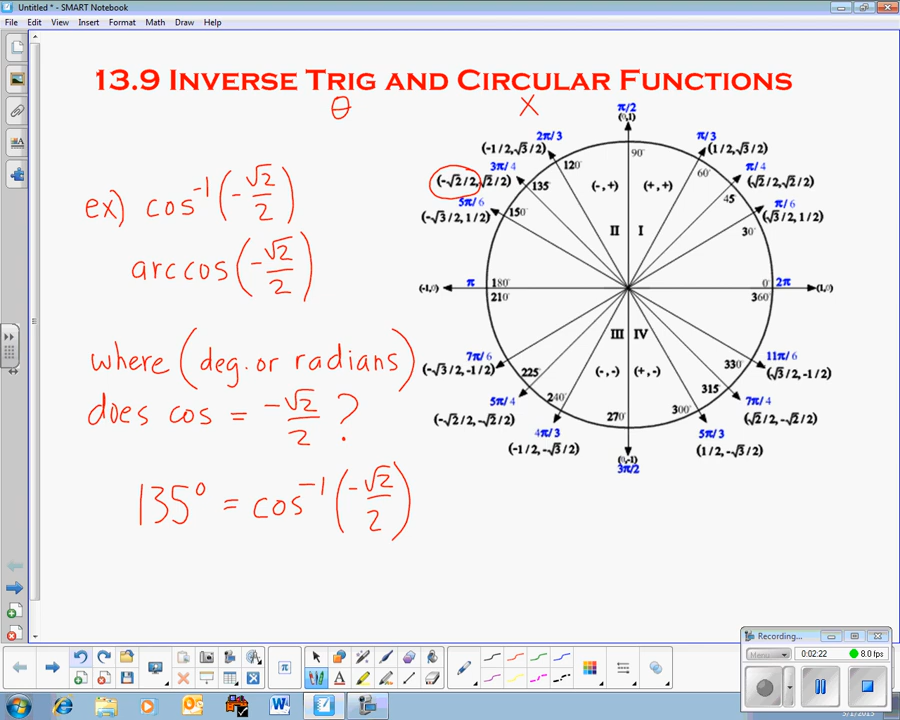 Untitled * - SMART Notebook
File Edit View Insert Format Math Draw Help
13.9 INVERSE TRIG AND CIRCULAR FUNCTIONS
θ X
ex) cos⁻¹(-√2/2)
arccos(-√2/2)
where (deg. or radians)
does cos = -√2/2 ?
135° = cos⁻¹(-√2/2)
π/2
(0,1)
2π/3
(-1/2,√3/2)
π/3
(1/2,√3/2)
3π/4
(-√2/2,√2/2)
π/4
(√2/2,√2/2)
5π/6
(-√3/2,1/2)
π/6
(√3/2,1/2)
90°
120° 60°
135° 45
150° 30°
(-,+) (+,+)
II I
(-1,0) π 180° 0° 2π (1,0)
210° 360°
III IV
(-,-) (+,-)
7π/6
(-√3/2,-1/2)
11π/6
(√3/2,-1/2)
225° 330°
240° 315°
270° 300°
5π/4
(-√2/2,-√2/2)
7π/4
(√2/2,-√2/2)
4π/3
(-1/2,-√3/2)
5π/3
(1/2,-√3/2)
(0,-1)
3π/2
Recording...
Menu
0:02:22 8.0 fps